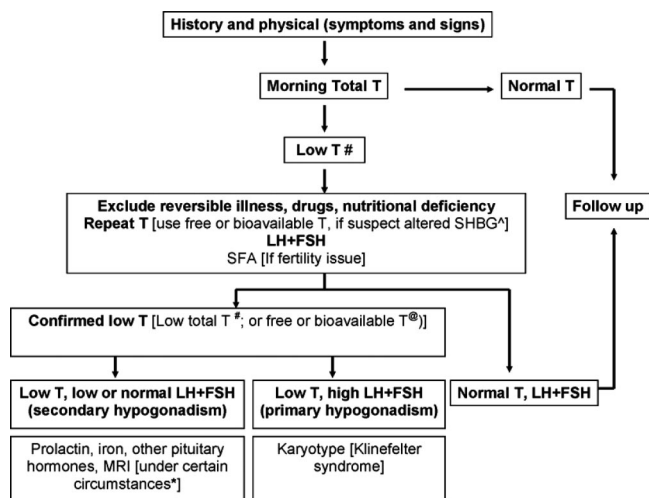 History and physical (symptoms and signs)
Morning Total T
Normal T
Low T #
Exclude reversible illness, drugs, nutritional deficiency
Repeat T [use free or bioavailable T, if suspect altered SHBG^]
LH+FSH
SFA [If fertility issue]
Follow up
Confirmed low T [Low total T #; or free or bioavailable T@)]
Low T, low or normal LH+FSH
(secondary hypogonadism)
Low T, high LH+FSH
(primary hypogonadism)
Normal T, LH+FSH
Prolactin, iron, other pituitary
hormones, MRI [under certain
circumstances*]
Karyotype [Klinefelter
syndrome]